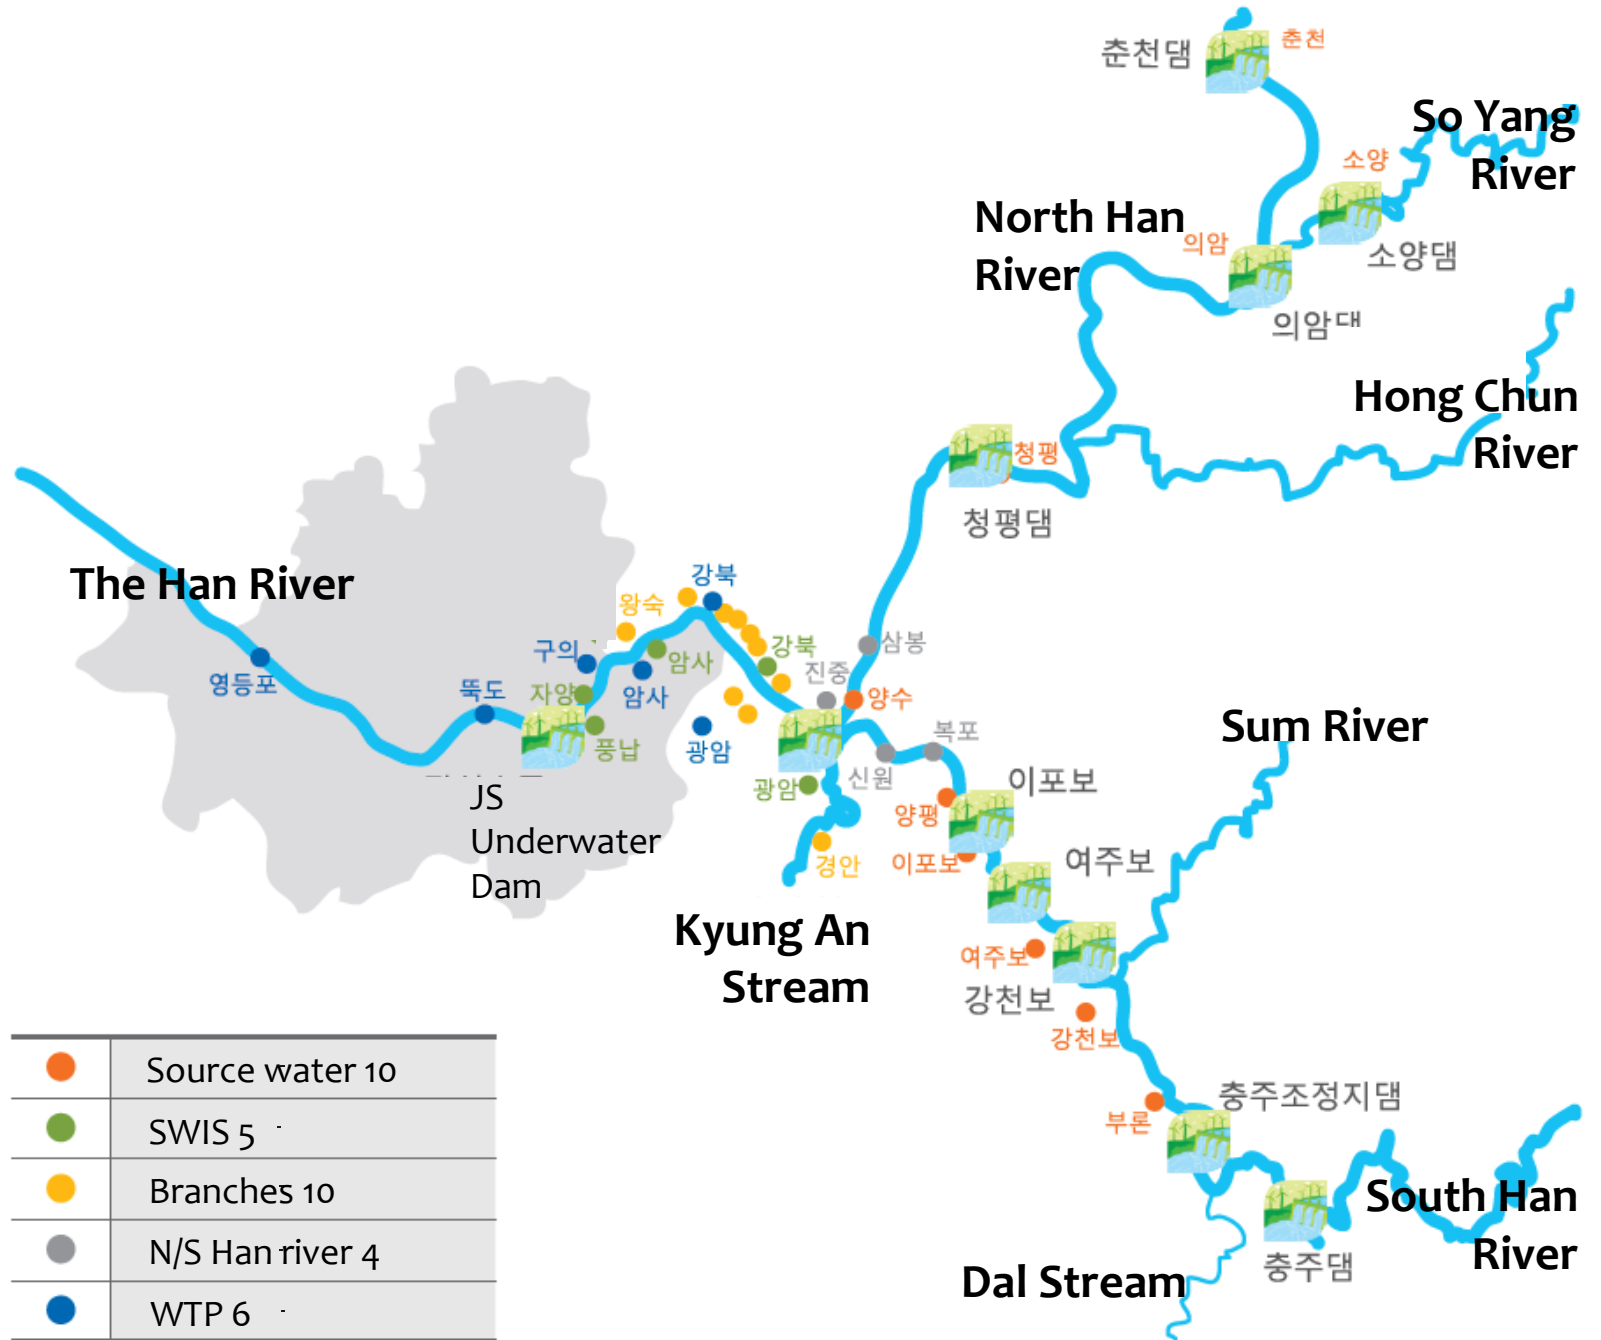 춘천댐
춘천
So Yang
River
소양
North Han
River
의암
소양댐
의암대
Hong Chun
River
청평
청평댐
The Han River
강북
왕숙
구의
암사
강북
삼봉
진중
영등포
뚝도
자양
암사
양수
풍납
광암
복포
Sum River
신원
광암
이포보
JS
Underwater
Dam
양평
이포보
경안
여주보
Kyung An
Stream
여주보
강천보
강천보
충주조정지댐
부론
South Han
River
충주댐
Dal Stream
Source water 10
SWIS 5
Branches 10
N/S Han river 4
WTP 6